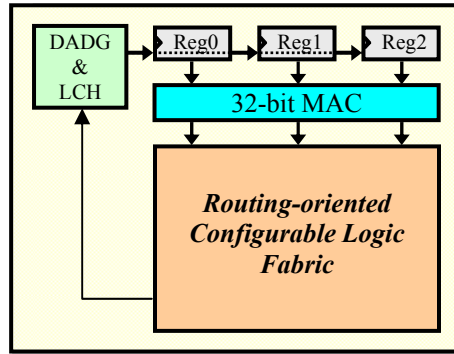 DADG
&
LCH
Reg0
Reg1
Reg2
32-bit MAC
Routing-oriented
Configurable Logic
Fabric